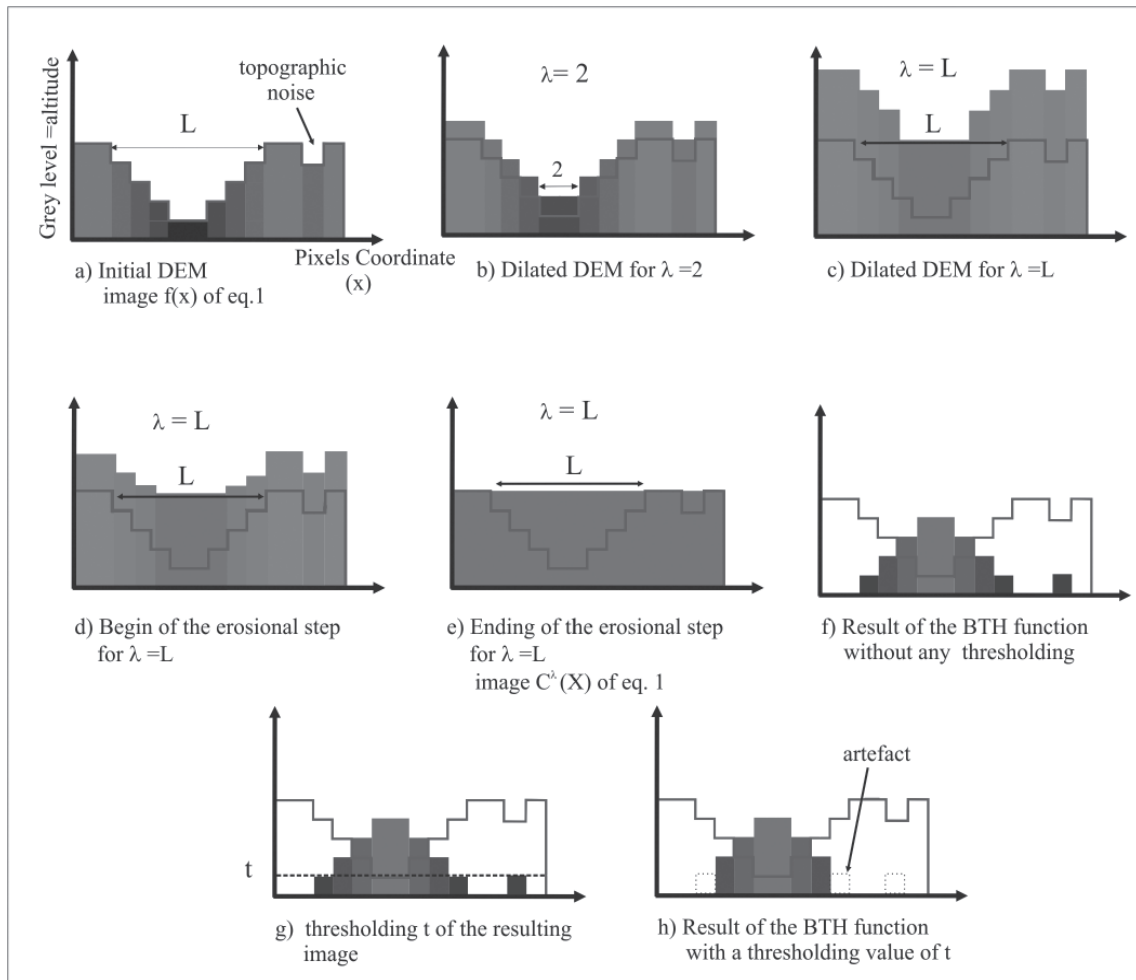 Grey level =altitude
topographic
noise
L
Pixels Coordinate
(x)
a) Initial DEM
image f(x) of eq.1
λ= 2
2
b) Dilated DEM for λ =2
λ = L
L
c) Dilated DEM for λ =L
λ = L
L
d) Begin of the erosional step
for λ =L
λ = L
L
e) Ending of the erosional step
for λ =L
image Cλ(X) of eq. 1
f) Result of the BTH function
without any thresholding
t
g) thresholding t of the resulting
image
artefact
h) Result of the BTH function
with a thresholding value of t